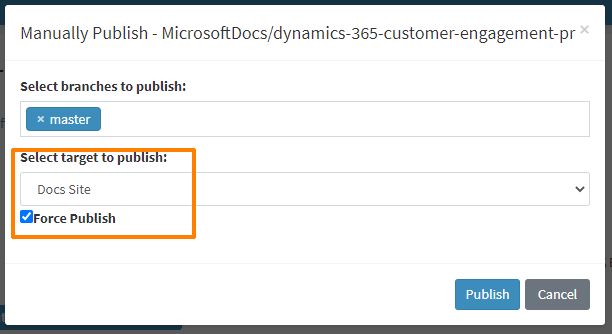 Manually Publish - MicrosoftDocs/dynamics-365-customer-engagement-pr ×
Select branches to publish:
× master
Select target to publish:
Docs Site
Force Publish
Publish Cancel